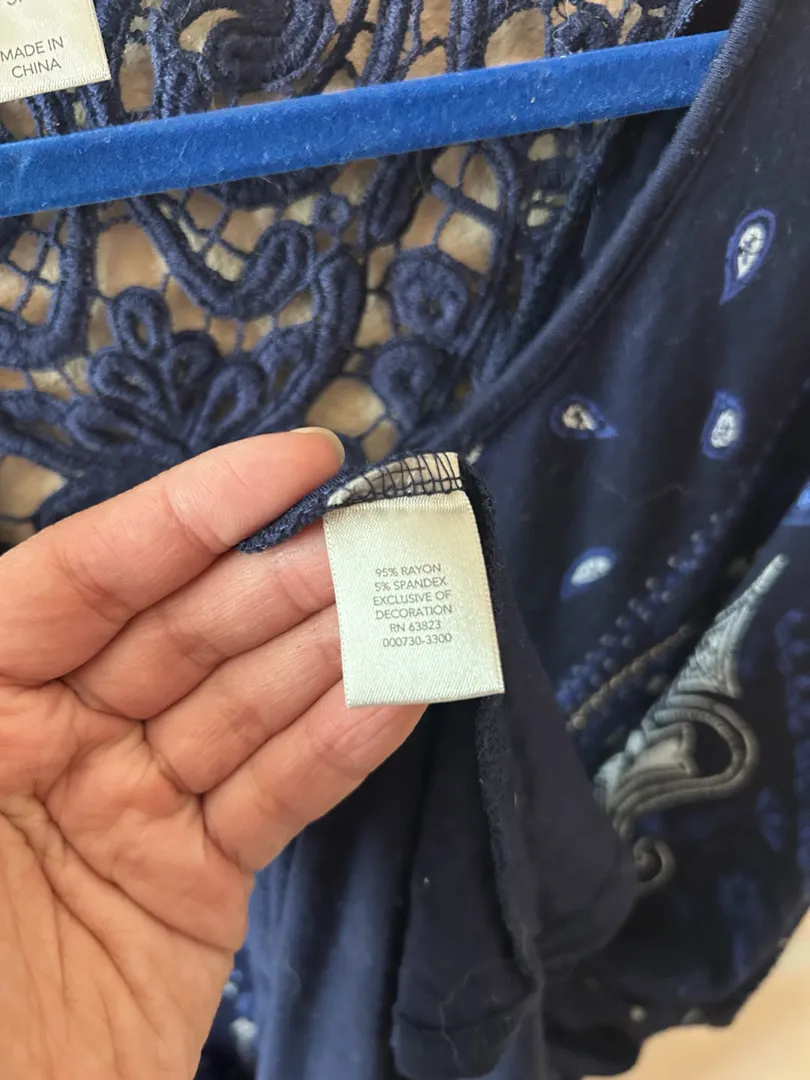 MADE IN
CHINA
95% RAYON
5% SPANDEX
EXCLUSIVE OF
DECORATION
RN 63823
000730-3300